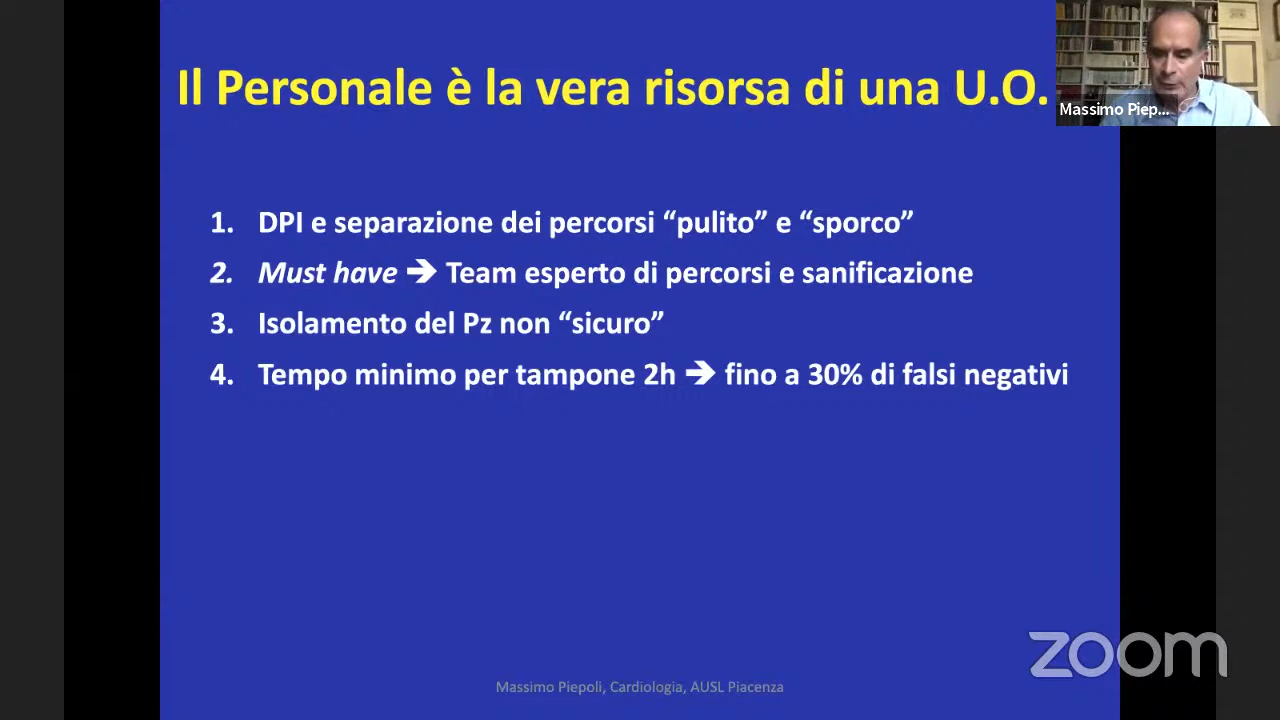 Il Personale è la vera risorsa di una U.O.
Massimo Piep...
1. DPI e separazione dei percorsi “pulito” e “sporco”
2. Must have ➔ Team esperto di percorsi e sanificazione
3. Isolamento del Pz non “sicuro”
4. Tempo minimo per tampone 2h ➔ fino a 30% di falsi negativi
zoom
Massimo Piepoli, Cardiologia, AUSL Piacenza